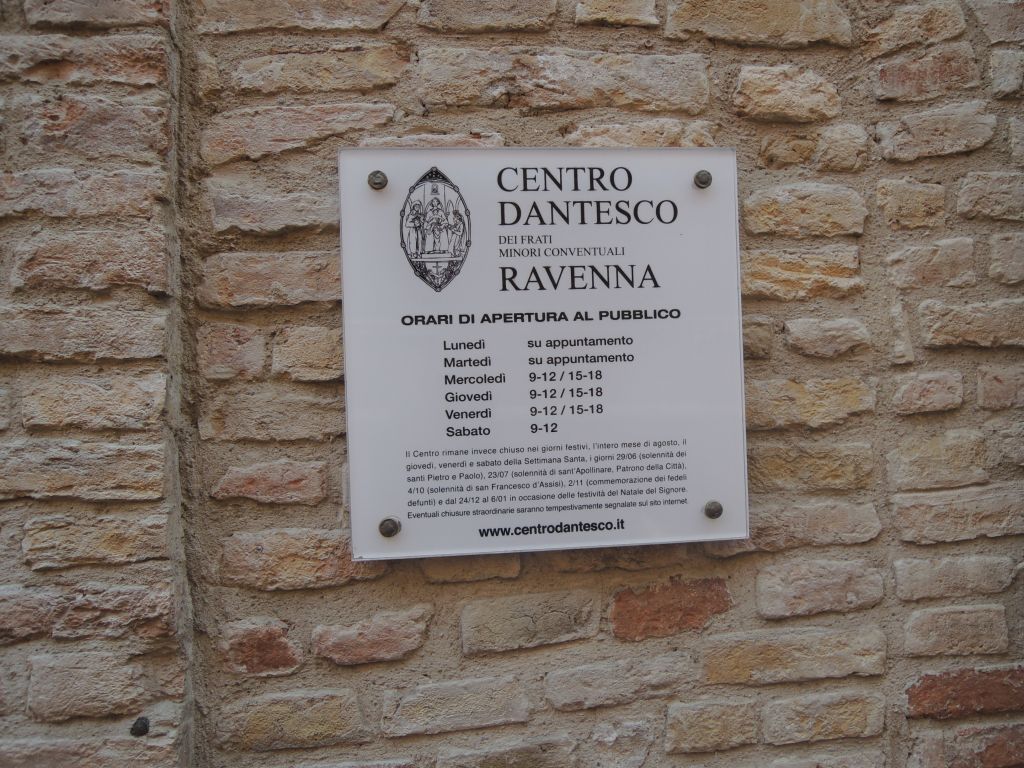 CENTRO
DANTESCO
DEI FRATI
MINORI CONVENTUALI
RAVENNA
ORARI DI APERTURA AL PUBBLICO
Lunedì su appuntamento
Martedì su appuntamento
Mercoledì 9-12 / 15-18
Giovedì 9-12 / 15-18
Venerdì 9-12 / 15-18
Sabato 9-12
Il Centro rimane invece chiuso nei giorni festivi, l'intero mese di agosto, il
giovedì, venerdì e sabato della Settimana Santa, i giorni 29/06 (solennità dei
santi Pietro e Paolo), 23/07 (solennità di sant'Apollinare, Patrono della Città),
4/10 (solennità di san Francesco d'Assisi), 2/11 (commemorazione dei fedeli
defunti) e dal 24/12 al 6/01 in occasione delle festività del Natale del Signore.
Eventuali chiusure straordinarie saranno tempestivamente segnalate sul sito internet.
www.centrodantesco.it